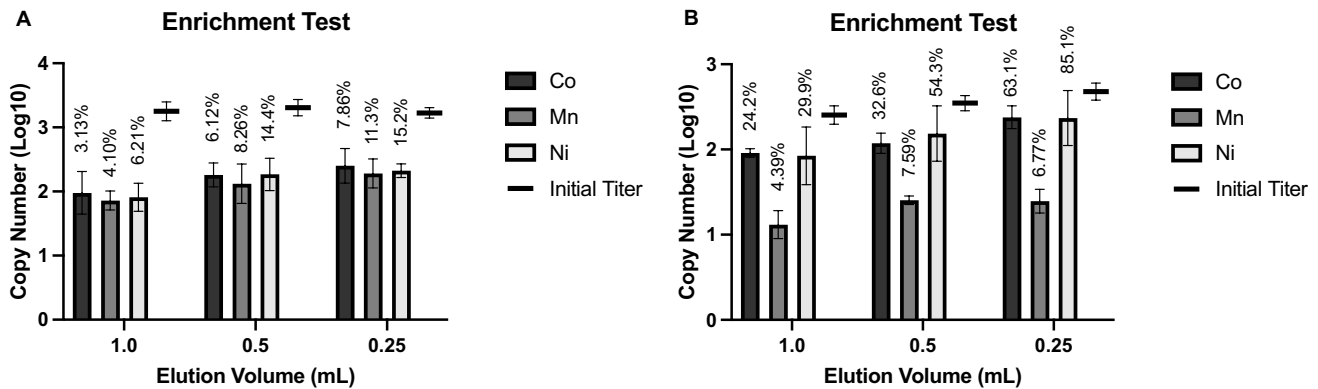 A
Enrichment Test
Copy Number (Log10)
4
3
2
1
0
3.13%
4.10%
6.21%
6.12%
8.26%
14.4%
7.86%
11.3%
15.2%
1.0
0.5
0.25
Elution Volume (mL)
Co
Mn
Ni
Initial Titer
B
Enrichment Test
Copy Number (Log10)
3
2
1
0
24.2%
4.39%
29.9%
32.6%
7.59%
54.3%
63.1%
6.77%
85.1%
1.0
0.5
0.25
Elution Volume (mL)
Co
Mn
Ni
Initial Titer